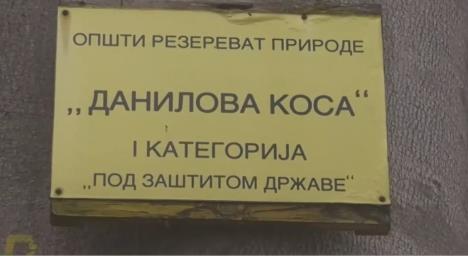 ОПШТИ РЕЗЕРЕВАТ ПРИРОДЕ
„ДАНИЛОВА КОСА“
I КАТЕГОРИЈА
„ПОД ЗАШТИТОМ ДРЖАВЕ“